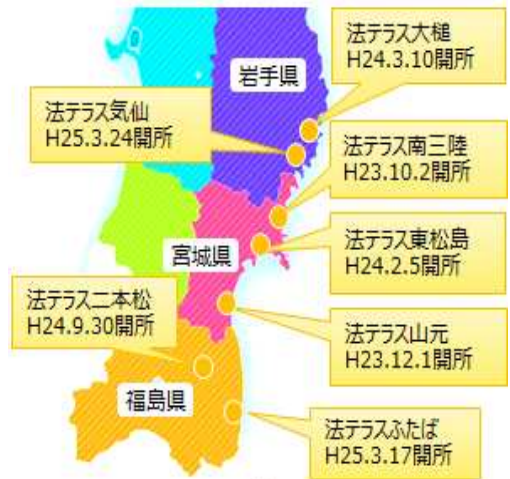 法テラス大槌
H24.3.10開所
岩手県
法テラス気仙
H25.3.24開所
法テラス南三陸
H23.10.2開所
法テラス東松島
H24.2.5開所
宮城県
法テラス二本松
H24.9.30開所
法テラス山元
H23.12.1開所
福島県
法テラスふたば
H25.3.17開所